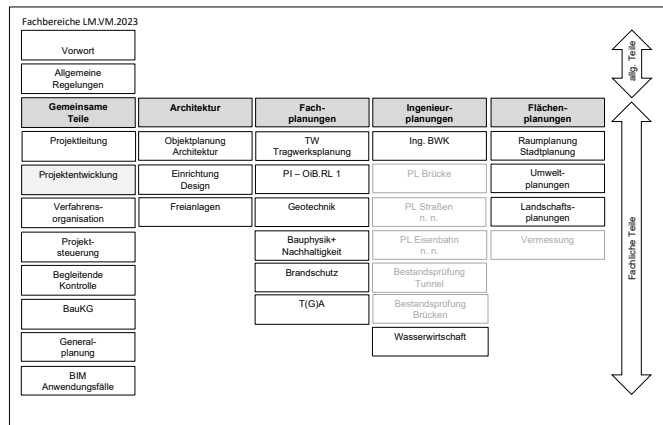 Fachbereiche LM.VM.2023
Vorwort
Allgemeine
Regelungen
allg. Teile
Gemeinsame
Teile
Projektleitung
Projektentwicklung
Verfahrens-
organisation
Projekt-
steuerung
Begleitende
Kontrolle
BauKG
General-
planung
BIM
Anwendungsfälle
Architektur
Objektplanung
Architektur
Einrichtung
Design
Freianlagen
Fach-
planungen
TW
Tragwerksplanung
PI – OiB.RL 1
Geotechnik
Bauphysik+
Nachhaltigkeit
Brandschutz
T(G)A
Ingenieur-
planungen
Ing. BWK
PL Brücke
PL Straßen
n. n.
PL Eisenbahn
n. n.
Bestandsprüfung
Tunnel
Bestandsprüfung
Brücken
Wasserwirtschaft
Flächen-
planungen
Raumplanung
Stadtplanung
Umwelt-
planungen
Landschafts-
planungen
Vermessung
Fachliche Teile